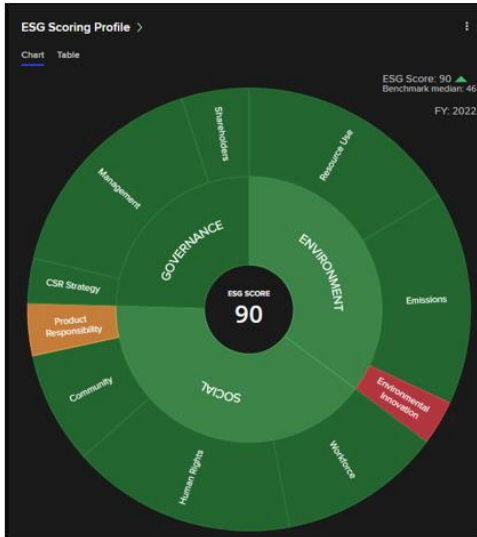 ESG Scoring Profile >
Chart Table
ESG Score: 90
Benchmark median: 46
FY: 2022
Shareholders
Resource Use
Management
GOVERNANCE
ENVIRONMENT
CSR Strategy
Emissions
ESG SCORE
90
Product
Responsibility
Environmental
Innovation
Community
SOCIAL
Workforce
Human Rights